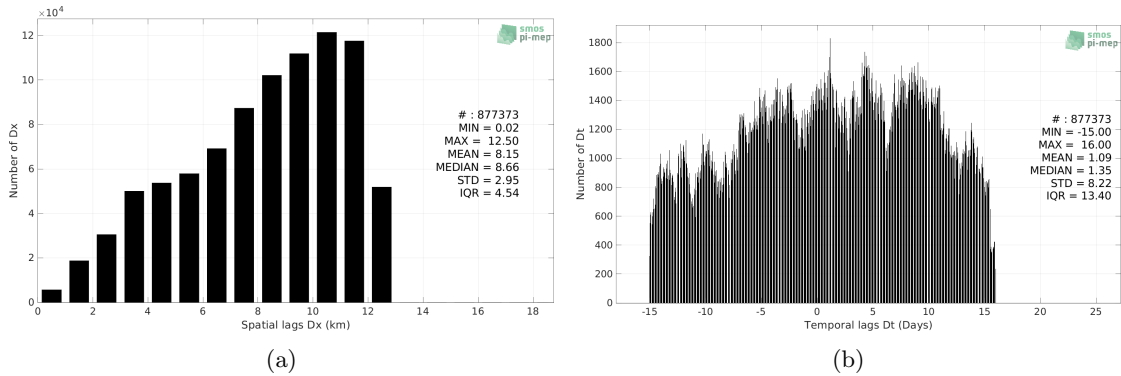 ×10⁴
smos
pi-mep
12
10
8
6
4
2
0
Number of Dx
# : 877373
MIN = 0.02
MAX = 12.50
MEAN = 8.15
MEDIAN = 8.66
STD = 2.95
IQR = 4.54
0 2 4 6 8 10 12 14 16 18
Spatial lags Dx (km)
(a)
smos
pi-mep
1800
1600
1400
1200
1000
800
600
400
200
0
Number of Dt
# : 877373
MIN = -15.00
MAX = 16.00
MEAN = 1.09
MEDIAN = 1.35
STD = 8.22
IQR = 13.40
-15 -10 -5 0 5 10 15 20 25
Temporal lags Dt (Days)
(b)